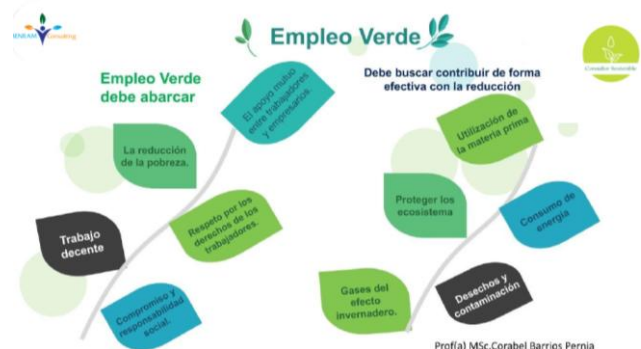 Empleo Verde
Consulting
Consultor Sostenible
Empleo Verde
debe abarcar
El apoyo mutuo
entre trabajadores
y empresarios.
La reducción
de la pobreza.
Respeto por los
derechos de los
trabajadores.
Trabajo
decente
Compromiso y
responsabilidad
social.
Debe buscar contribuir de forma
efectiva con la reducción
Utilización de
la materia prima
Proteger los
ecosistema
Consumo de
energía
Gases del
efecto
invernadero.
Desechos y
contaminación
Prof(a) MSc.Corabel Barrios Pernia